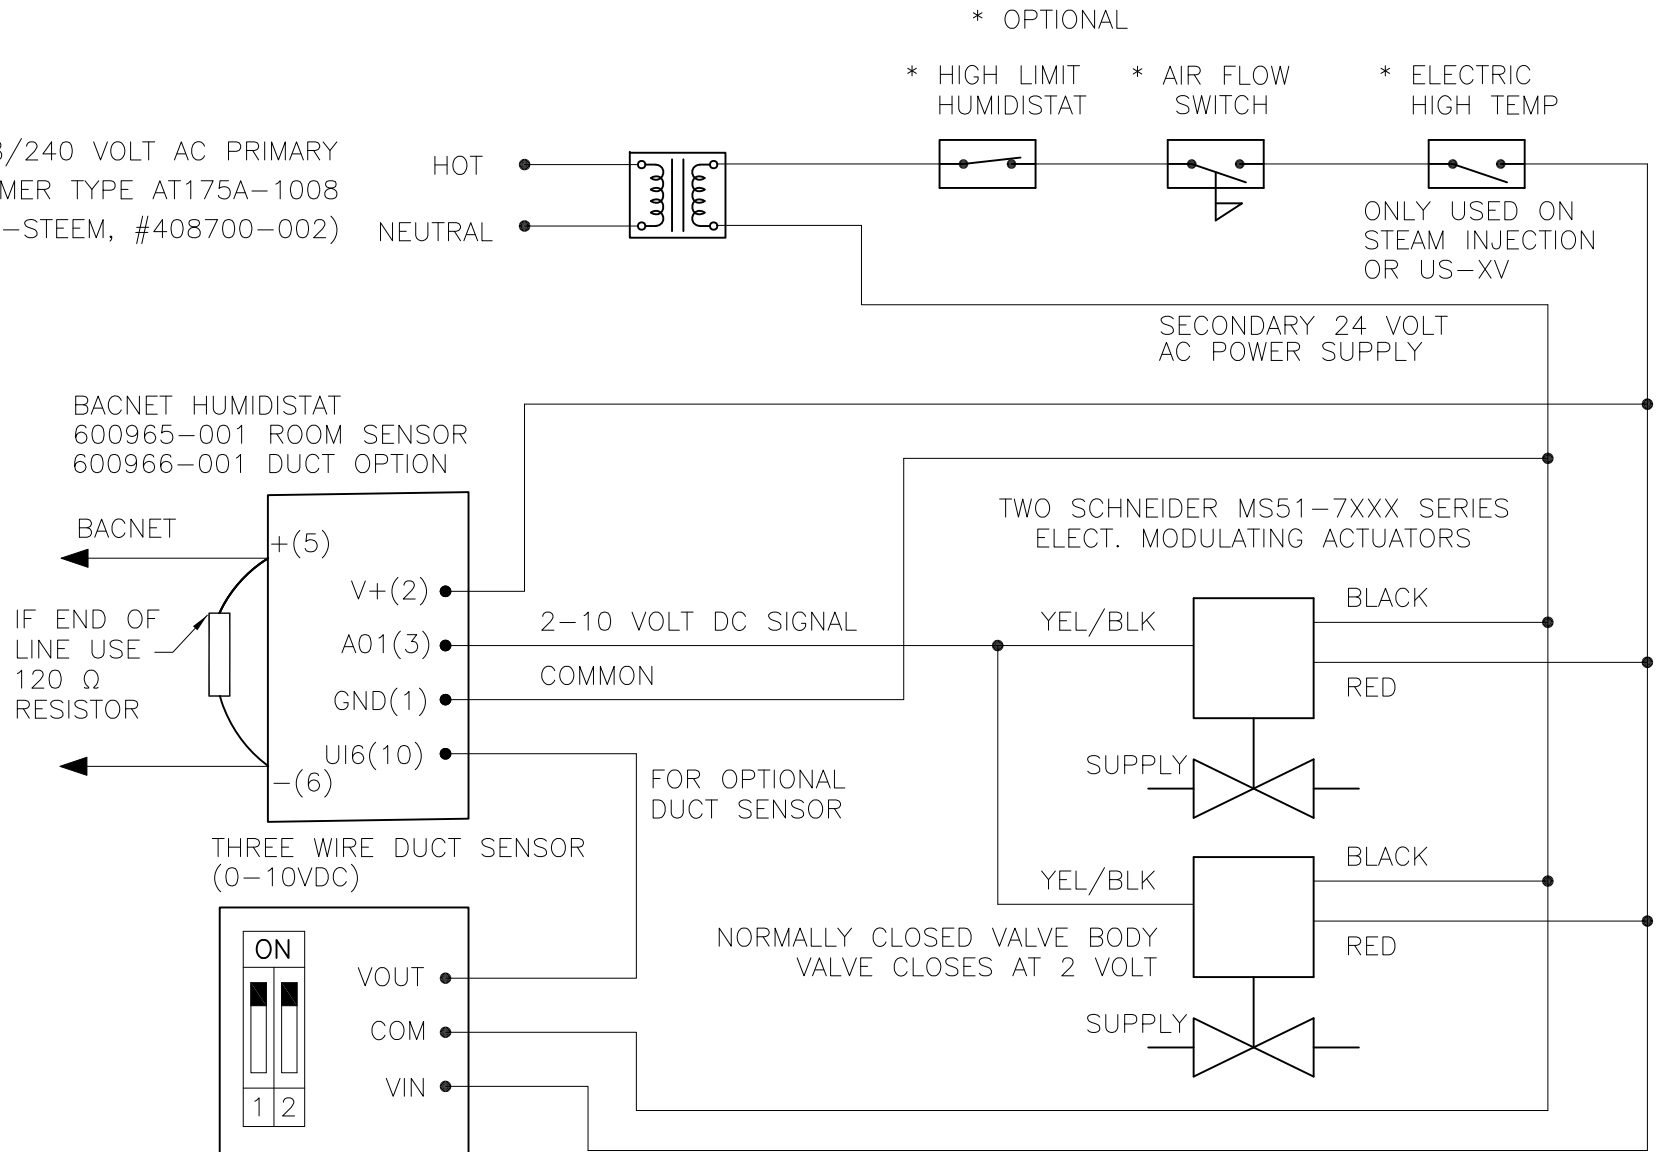 * OPTIONAL
* HIGH LIMIT
HUMIDISTAT
* AIR FLOW
SWITCH
* ELECTRIC
HIGH TEMP
/240 VOLT AC PRIMARY
MER TYPE AT175A-1008
-STEEM, #408700-002)
HOT
NEUTRAL
ONLY USED ON
STEAM INJECTION
OR US-XV
SECONDARY 24 VOLT
AC POWER SUPPLY
BACNET HUMIDISTAT
600965-001 ROOM SENSOR
600966-001 DUCT OPTION
BACNET
+(5)
V+(2)
A01(3)
GND(1)
UI6(10)
-(6)
IF END OF
LINE USE
120 Ω
RESISTOR
2-10 VOLT DC SIGNAL
COMMON
FOR OPTIONAL
DUCT SENSOR
TWO SCHNEIDER MS51-7XXX SERIES
ELECT. MODULATING ACTUATORS
YEL/BLK
BLACK
RED
SUPPLY
YEL/BLK
BLACK
RED
NORMALLY CLOSED VALVE BODY
VALVE CLOSES AT 2 VOLT
SUPPLY
THREE WIRE DUCT SENSOR
(0-10VDC)
ON
1 2
VOUT
COM
VIN